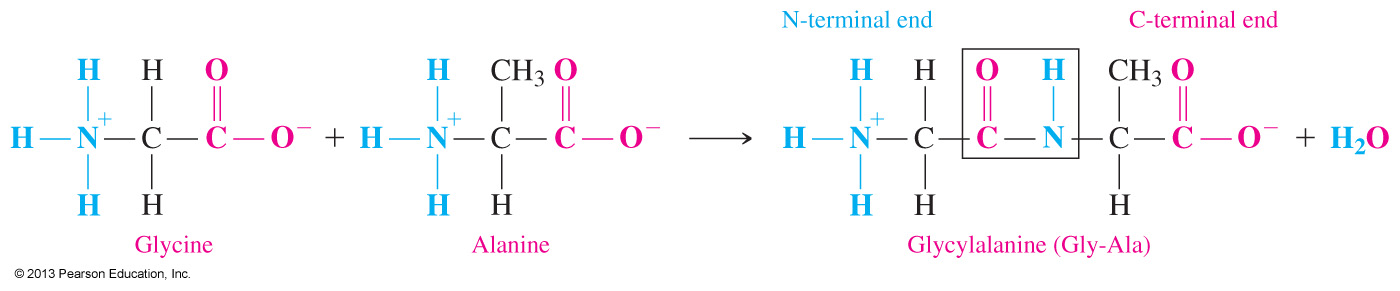 N-terminal end C-terminal end
H H O H CH₃ O H H O H CH₃ O
H — N⁺ — C — C — O⁻ + H — N⁺ — C — C — O⁻ → H — N⁺ — C — C — N — C — C — O⁻ + H₂O
H H H H H H H
Glycine Alanine Glycylalanine (Gly-Ala)
© 2013 Pearson Education, Inc.